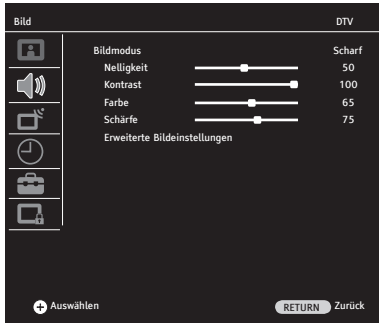 Bild DTV
Bildmodus Scharf
Nelligkeit 50
Kontrast 100
Farbe 65
Schärfe 75
Erweiterte Bildeinstellungen
Auswählen RETURN Zurück